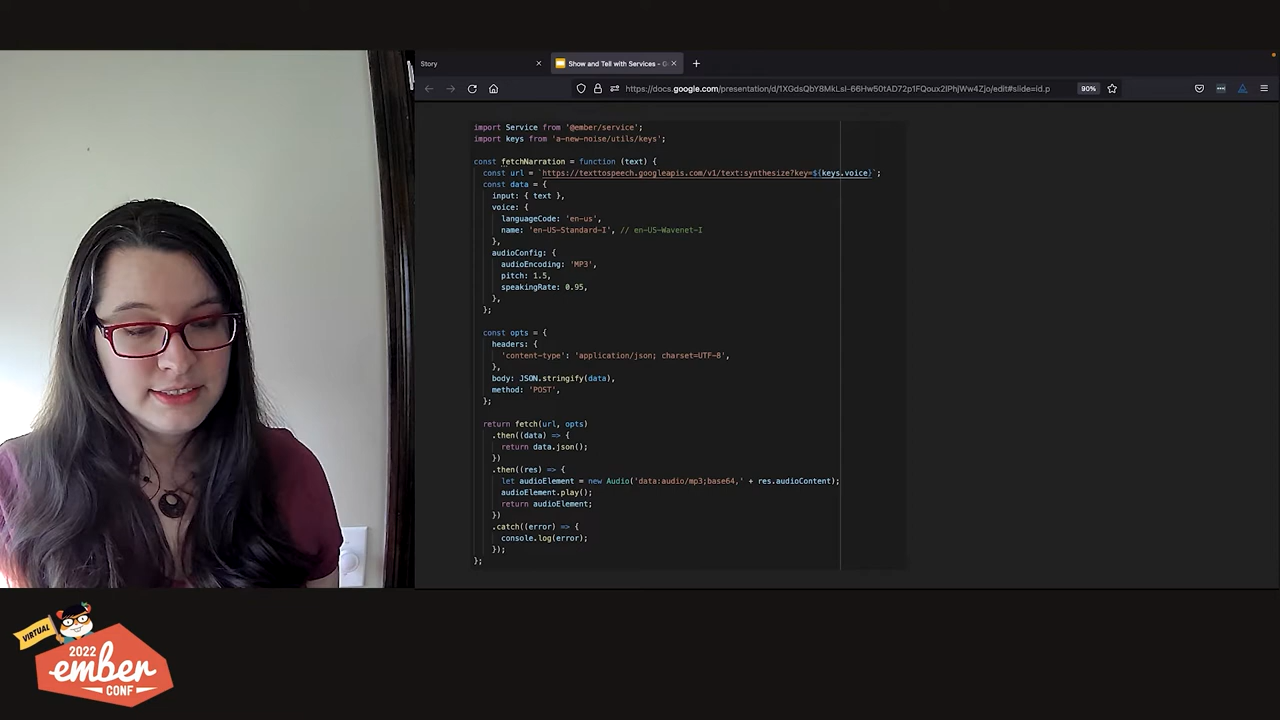 Story
Show and Tell with Services - G
https://docs.google.com/presentation/d/1XGdsQbY8MkLsI-66Hw50tAD72p1FQoux2IPhjWw4Zjo/edit#slide=id.p
90%
import Service from '@ember/service';
import keys from 'a-new-noise/utils/keys';
const fetchNarration = function (text) {
const url = `https://texttospeech.googleapis.com/v1/text:synthesize?key=${keys.voice}`;
const data = {
input: { text },
voice: {
languageCode: 'en-us',
name: 'en-US-Standard-I', // en-US-Wavenet-I
},
audioConfig: {
audioEncoding: 'MP3',
pitch: 1.5,
speakingRate: 0.95,
},
};
const opts = {
headers: {
'content-type': 'application/json; charset=UTF-8',
},
body: JSON.stringify(data),
method: 'POST',
};
return fetch(url, opts)
.then((data) => {
return data.json();
})
.then((res) => {
let audioElement = new Audio('data:audio/mp3;base64,' + res.audioContent);
audioElement.play();
return audioElement;
})
.catch((error) => {
console.log(error);
});
};
VIRTUAL
2022
ember
CONF